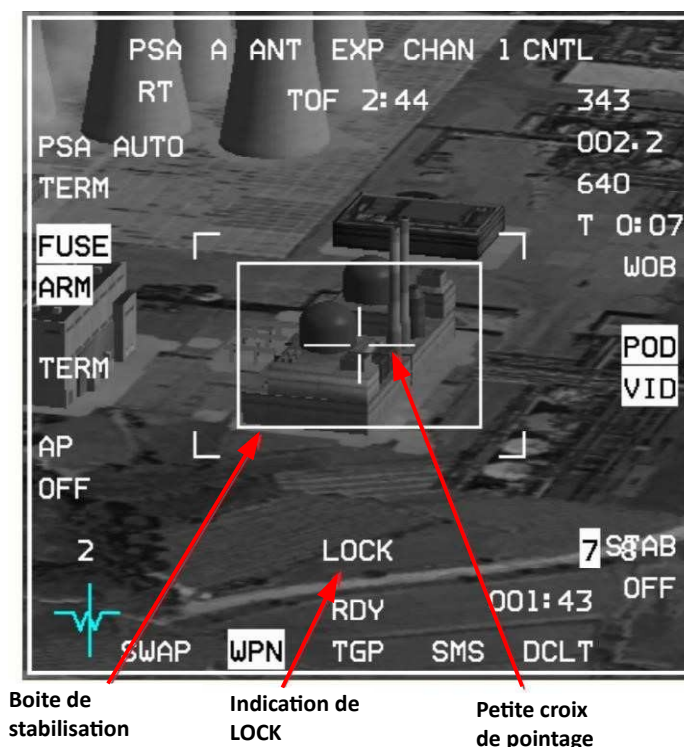 PSA A ANT EXP CHAN 1 CNTL
RT TOF 2:44 343
PSA AUTO 002.2
TERM 640
T 0:07
FUSE WOB
ARM
POD
TERM VID
AP
OFF
2 LOCK 7 8 STAB
OFF
RDY 001:43
SWAP WPN TGP SMS DCLT
Boite de
stabilisation
Indication de
LOCK
Petite croix
de pointage